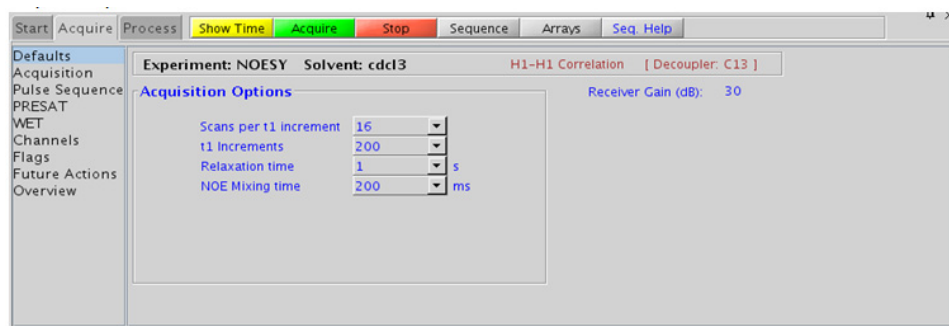 Start Acquire Process Show Time Acquire Stop Sequence Arrays Seq. Help
Defaults
Acquisition
Pulse Sequence
PRESAT
WET
Channels
Flags
Future Actions
Overview
Experiment: NOESY Solvent: cdcl3 H1-H1 Correlation [ Decoupler: C13 ]
Acquisition Options
Receiver Gain (dB): 30
Scans per t1 increment 16
t1 Increments 200
Relaxation time 1 s
NOE Mixing time 200 ms